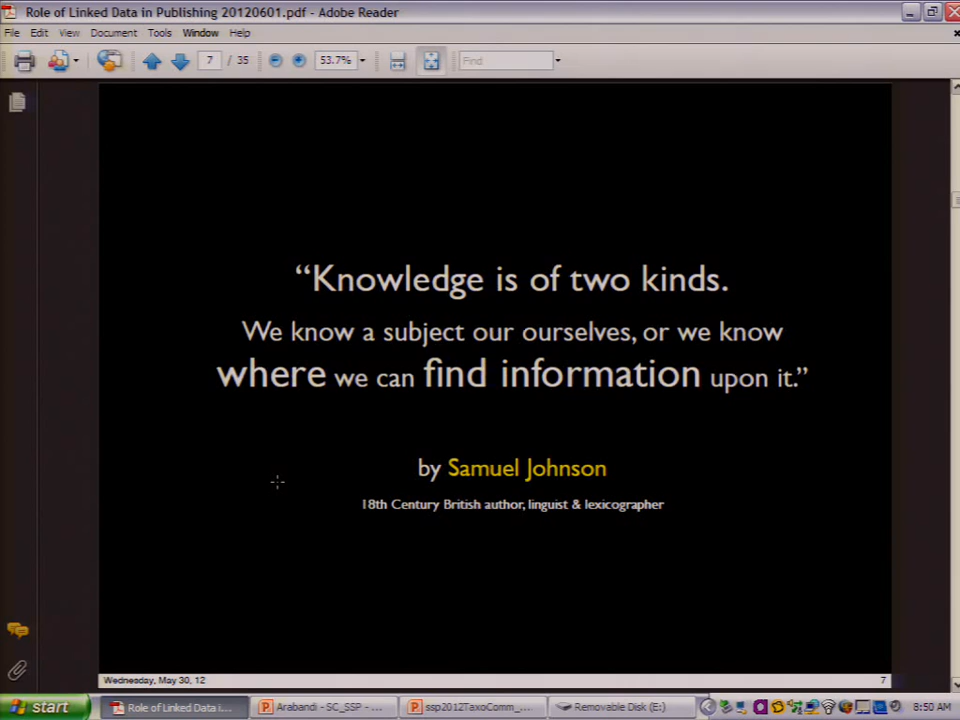 Role of Linked Data in Publishing 20120601.pdf - Adobe Reader
File Edit View Document Tools Window Help
7 / 35 53.7% Find
“Knowledge is of two kinds.
We know a subject our ourselves, or we know
where we can find information upon it.”
by Samuel Johnson
18th Century British author, linguist & lexicographer
Wednesday, May 30, 12 7
start Role of Linked Data i... Arabandi - SC_SSP - ... ssp2012TaxoComm_... Removable Disk (E:) 8:50 AM